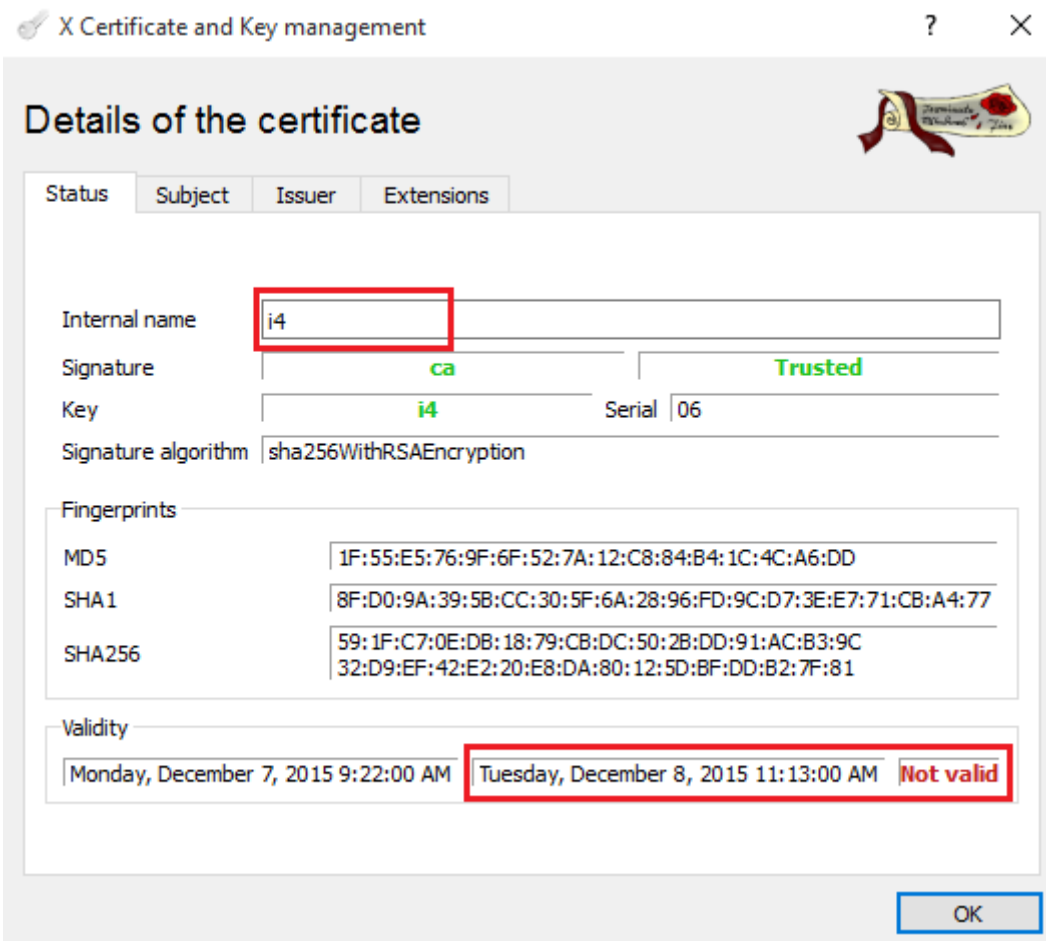 X Certificate and Key management ?
Details of the certificate
Status Subject Issuer Extensions
Internal name i4
Signature ca Trusted
Key i4 Serial 06
Signature algorithm sha256WithRSAEncryption
Fingerprints
MD5 1F:55:E5:76:9F:6F:52:7A:12:C8:84:B4:1C:4C:A6:DD
SHA1 8F:D0:9A:39:5B:CC:30:5F:6A:28:96:FD:9C:D7:3E:E7:71:CB:A4:77
SHA256 59:1F:C7:0E:DB:18:79:CB:DC:50:2B:DD:91:AC:B3:9C
32:D9:EF:42:E2:20:E8:DA:80:12:5D:BF:DD:B2:7F:81
Validity
Monday, December 7, 2015 9:22:00 AM Tuesday, December 8, 2015 11:13:00 AM Not valid
OK